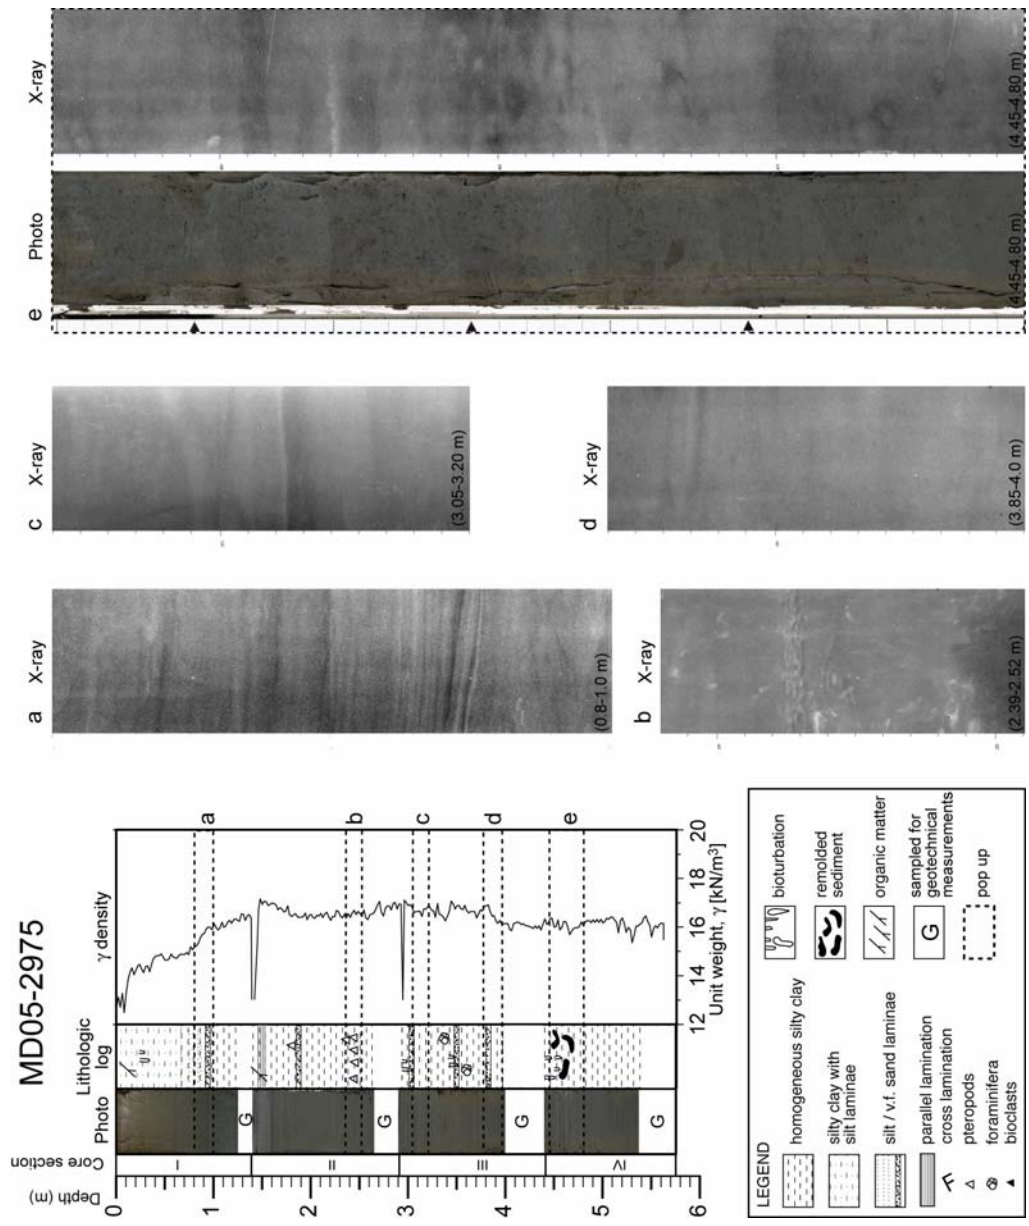 MD05-2975
Depth (m)
Core section
Photo
Lithologic
log
γ density
0
1
2
3
4
5
6
I
II
III
IV
G
G
G
G
12
14
16
18
20
Unit weight, γ [kN/m³]
a
b
c
d
e
LEGEND
homogeneous silty clay
silty clay with
silt laminae
silt / v.f. sand laminae
parallel lamination
cross lamination
pteropods
foraminifera
bioclasts
bioturbation
remolded
sediment
organic matter
G
sampled for
geotechnical
measurements
pop up
a
X-ray
(0.8-1.0 m)
b
X-ray
(2.39-2.52 m)
c
X-ray
(3.05-3.20 m)
d
X-ray
(3.85-4.0 m)
e
Photo
(4.45-4.80 m)
X-ray
(4.45-4.80 m)